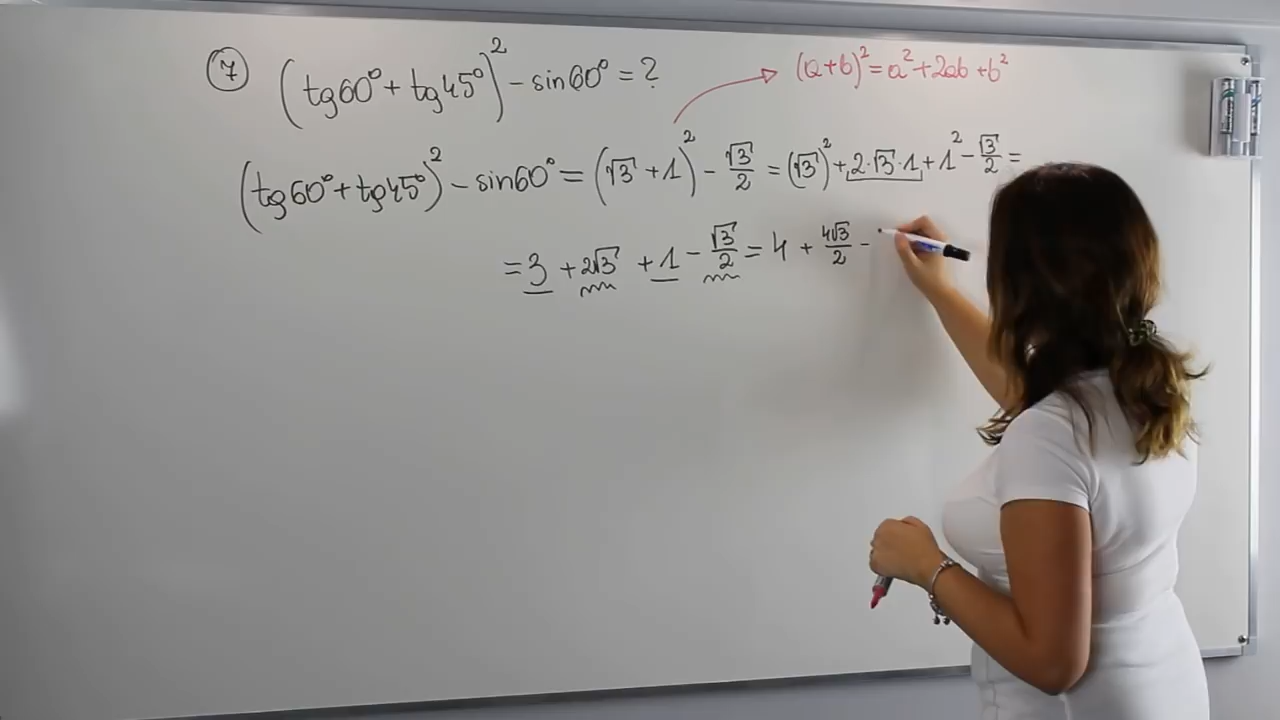 7 (tg60°+tg45°)²-sin60°=?
(a+b)²=a²+2ab+b²
(tg60°+tg45°)²-sin60°=(√3+1)²-√3/2=(√3)²+2·√3·1+1²-√3/2=
=3+2√3+1-√3/2=4+4√3/2-